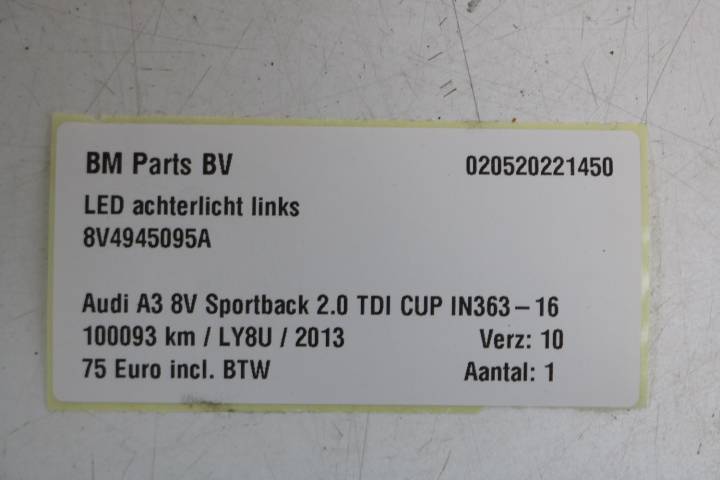 BM Parts BV 020520221450
LED achterlicht links
8V4945095A
Audi A3 8V Sportback 2.0 TDI CUP IN363-16
100093 km / LY8U / 2013 Verz: 10
75 Euro incl. BTW Aantal: 1